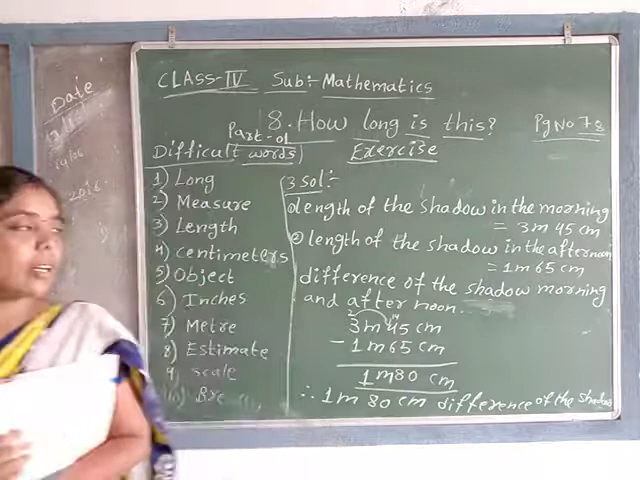 CLASS-IV Sub:- Mathematics
8. How long is this? Pg No 78
Part-01
Difficult words Exercise
1) Long
2) Measure
3) Length
4) centimeters
5) Object
6) Inches
7) Metre
8) Estimate
9) scale
3 sol:-
① length of the shadow in the morning
= 3m 45 cm
② length of the shadow in the afternoon
= 1m 65 cm
difference of the shadow morning
and after noon.
3m 45 cm
- 1m 65 cm
1m 80 cm
∴ 1m 80 cm difference of the shadow
Date
2016